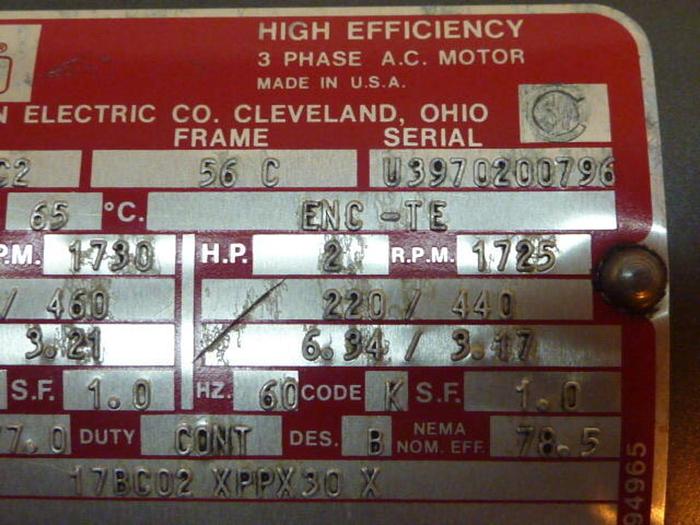 HIGH EFFICIENCY
3 PHASE A.C. MOTOR
MADE IN U.S.A.
N ELECTRIC CO. CLEVELAND, OHIO
FRAME SERIAL
C2 56 C U3970200796
65 °C. ENC-TE
P.M. 1730 H.P. 2 R.P.M. 1725
/ 460 220 / 440
3.21 6.34 / 3.17
S.F. 1.0 HZ. 60 CODE K S.F. 1.0
7.0 DUTY CONT DES. B NEMA NOM. EFF. 78.5
17BC02 XPPX30 X
94965